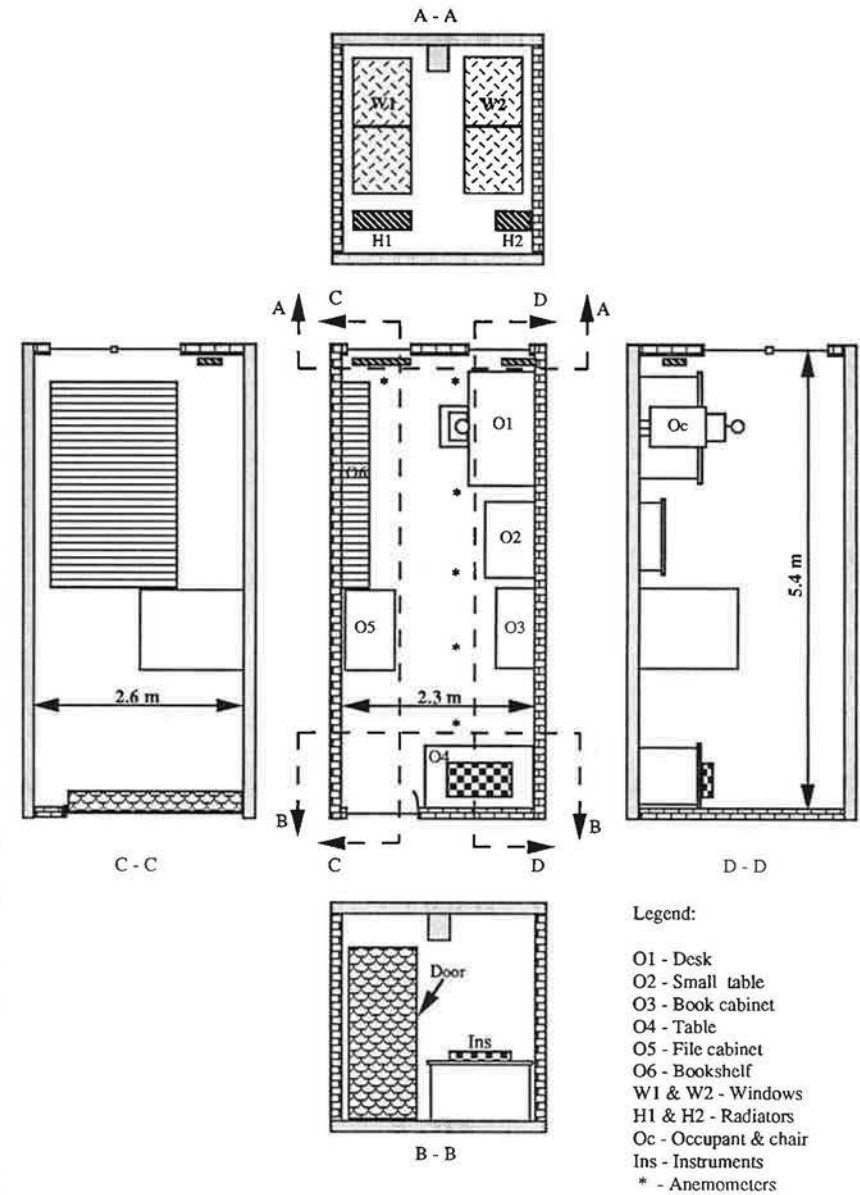 A - A
W1
W2
H1
H2
A
C
D
A
O6
O1
O2
O5
O3
Oc
5.4 m
2.6 m
2.3 m
O4
B
B
C
D
C - C
D - D
Door
Ins
B - B
Legend:
O1 - Desk
O2 - Small table
O3 - Book cabinet
O4 - Table
O5 - File cabinet
O6 - Bookshelf
W1 & W2 - Windows
H1 & H2 - Radiators
Oc - Occupant & chair
Ins - Instruments
* - Anemometers